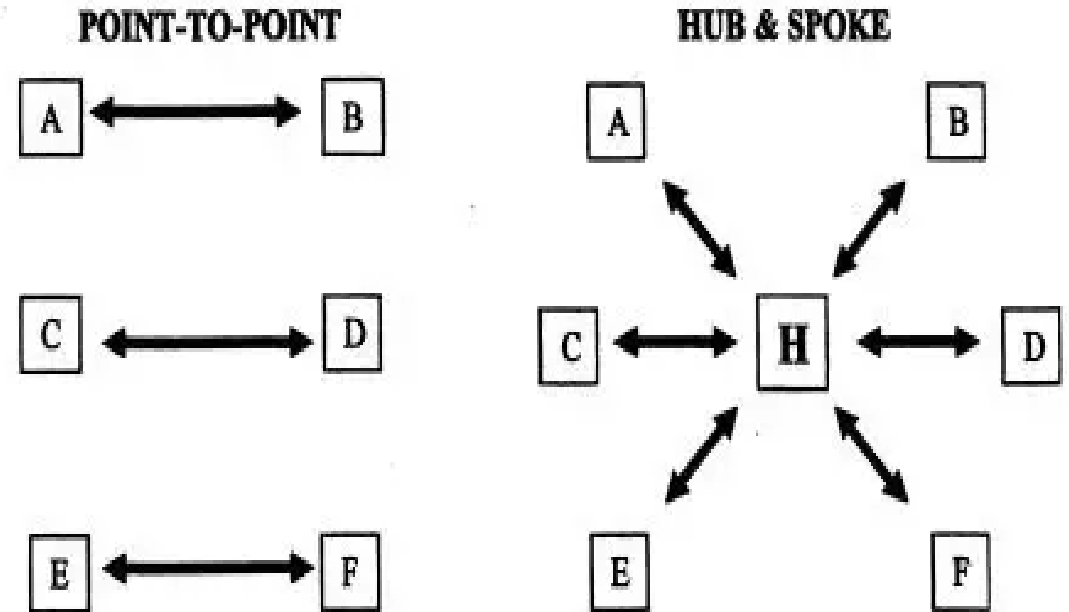 POINT-TO-POINT
A B
C D
E F
HUB & SPOKE
A B
C H D
E F